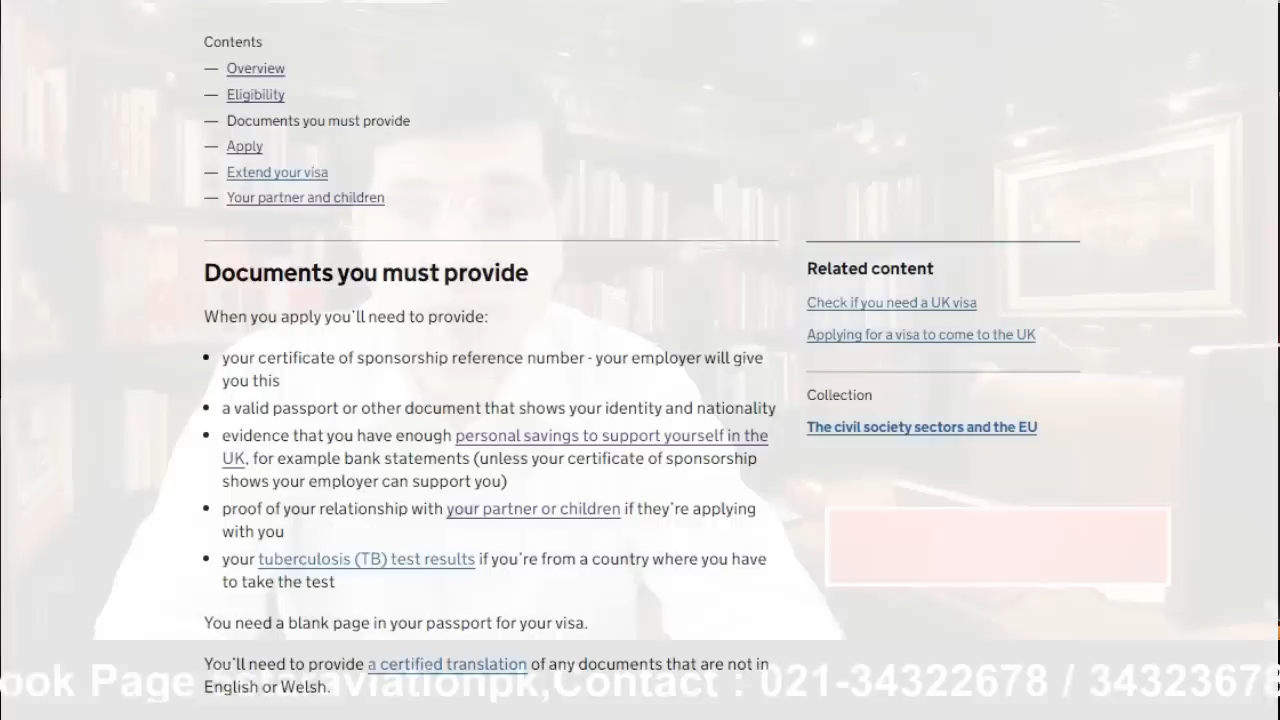 Contents
— Overview
— Eligibility
— Documents you must provide
— Apply
— Extend your visa
— Your partner and children
Documents you must provide
When you apply you'll need to provide:
• your certificate of sponsorship reference number - your employer will give
you this
• a valid passport or other document that shows your identity and nationality
• evidence that you have enough personal savings to support yourself in the
UK, for example bank statements (unless your certificate of sponsorship
shows your employer can support you)
• proof of your relationship with your partner or children if they're applying
with you
• your tuberculosis (TB) test results if you're from a country where you have
to take the test
You need a blank page in your passport for your visa.
You'll need to provide a certified translation of any documents that are not in
English or Welsh.
Related content
Check if you need a UK visa
Applying for a visa to come to the UK
Collection
The civil society sectors and the EU
ook Page aviationpk,Contact : 021-34322678 / 34323678